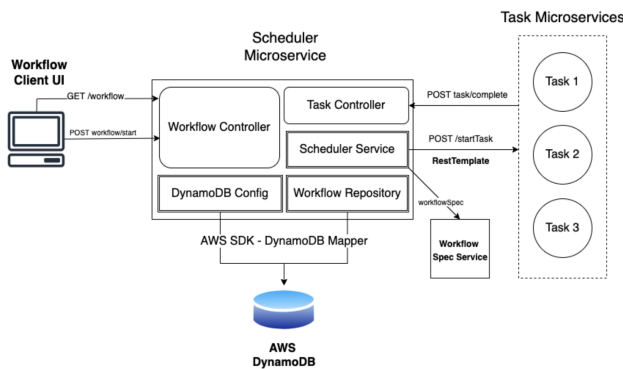 Task Microservices
Scheduler
Microservice
Workflow
Client UI
GET /workflow
POST workflow/start
Workflow Controller
Task Controller
POST task/complete
Scheduler Service
POST /startTask
RestTemplate
DynamoDB Config
Workflow Repository
workflowSpec
Workflow
Spec Service
Task 1
Task 2
Task 3
AWS SDK - DynamoDB Mapper
AWS
DynamoDB